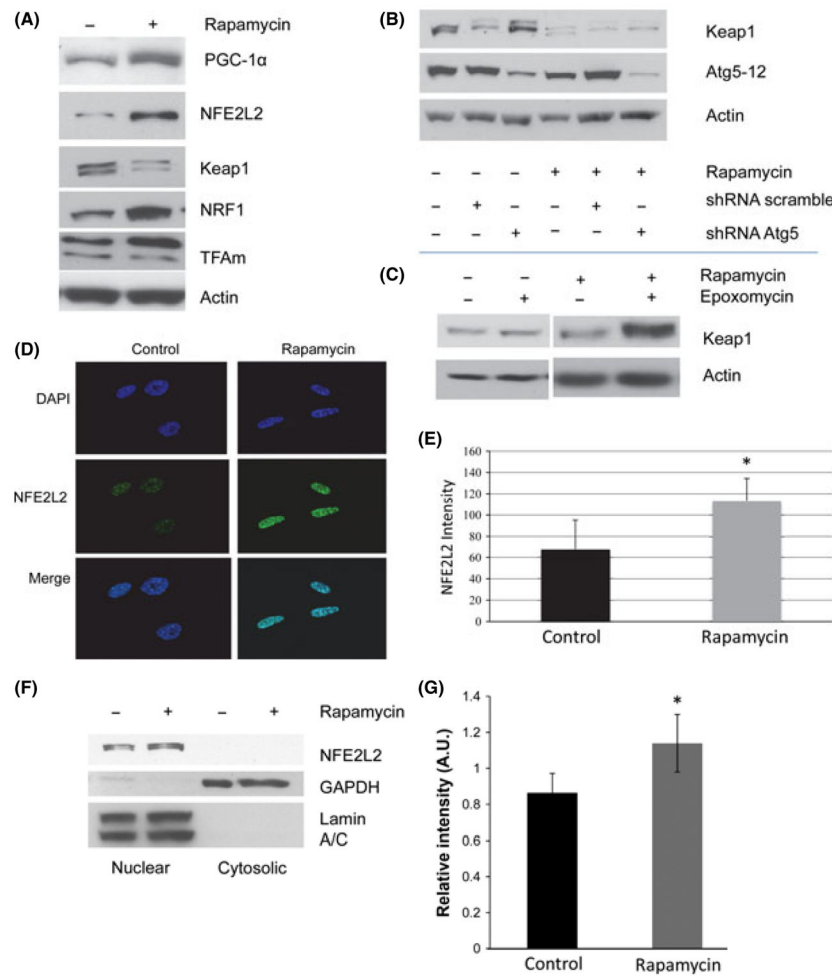 (A)
– + Rapamycin
PGC-1α
NFE2L2
Keap1
NRF1
TFAm
Actin
(B)
Keap1
Atg5-12
Actin
– – – + + + Rapamycin
– + – – + – shRNA scramble
– – + – – + shRNA Atg5
(C)
– – + + Rapamycin
– + – + Epoxomycin
Keap1
Actin
(D)
Control Rapamycin
DAPI
NFE2L2
Merge
(E)
NFE2L2 Intensity
160
140
120
100
80
60
40
20
0
*
Control Rapamycin
(F)
– + – + Rapamycin
NFE2L2
GAPDH
Lamin
A/C
Nuclear Cytosolic
(G)
Relative intensity (A.U.)
1.4
1.2
1
0.8
0.6
0.4
0.2
0
*
Control Rapamycin